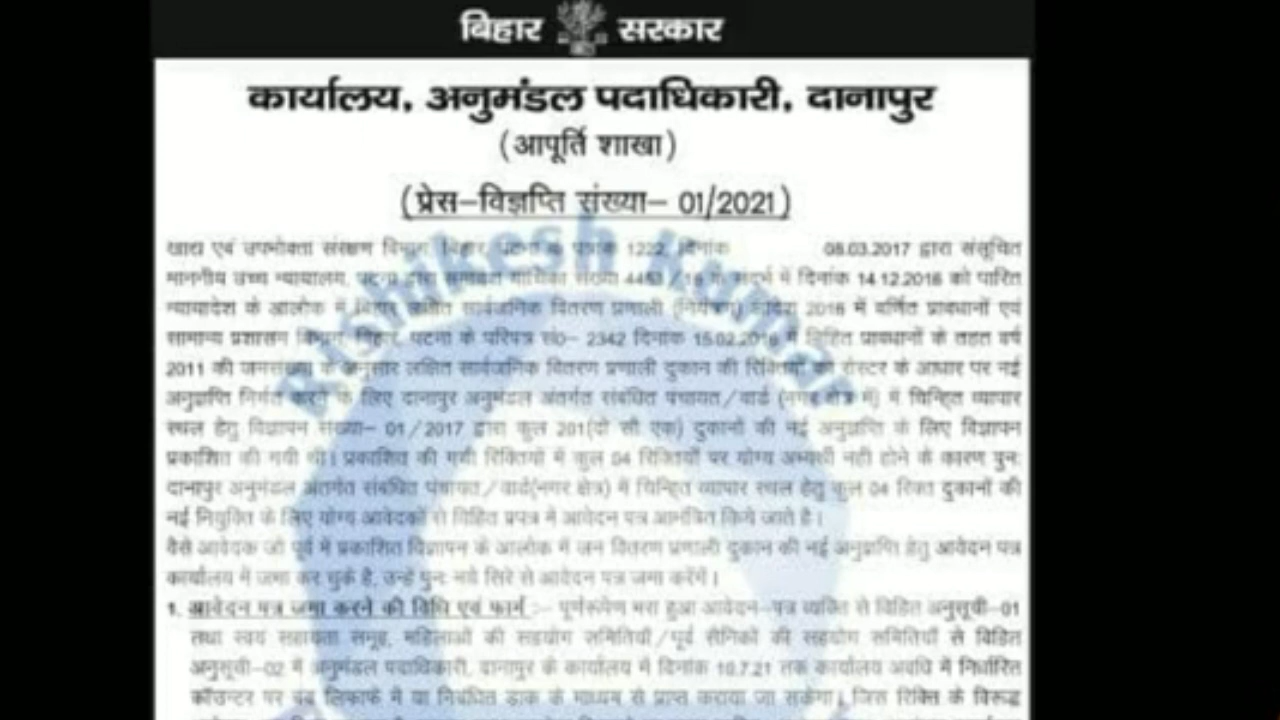 बिहार सरकार
कार्यालय, अनुमंडल पदाधिकारी, दानापुर
(आपूर्ति शाखा)
(प्रेस–विज्ञप्ति संख्या– 01/2021)
खाद्य एवं उपभोक्ता संरक्षण विभाग, बिहार, पटना के पत्रांक 1222 दिनांक 08.03.2017 द्वारा संसूचित
माननीय उच्च न्यायालय, पटना द्वारा याचिका संख्या के संदर्भ में दिनांक 14.12.2016 को पारित
न्यायादेश के आलोक में बिहार लक्षित सार्वजनिक वितरण प्रणाली (नियंत्रण) आदेश 2016 में वर्णित प्रावधानों एवं
सामान्य प्रशासन विभाग, बिहार, पटना के परिपत्र सं०– 2342 दिनांक में विहित प्रावधानों के तहत वर्ष
2011 की जनसंख्या के अनुसार लक्षित सार्वजनिक वितरण प्रणाली दुकान की रिक्तियों का रोस्टर के आधार पर नई
अनुज्ञप्ति निर्गत करने के लिए दानापुर अनुमंडल अंतर्गत संबंधित पंचायत/वार्ड (नगर क्षेत्र में) में चिन्हित व्यापार
स्थल हेतु विज्ञापन संख्या– 01/2017 द्वारा कुल 201(दो सौ एक) दुकानों की नई अनुज्ञप्ति के लिए विज्ञापन
प्रकाशित की गयी थी। प्रकाशित की गयी रिक्तियों में कुल 04 रिक्तियों पर योग्य अभ्यर्थी नही होने के कारण पुनः
दानापुर अनुमंडल अंतर्गत संबंधित पंचायत/वार्ड(नगर क्षेत्र) में चिन्हित व्यापार स्थल हेतु कुल 04 रिक्त दुकानों की
नई नियुक्ति के लिए योग्य आवेदकों से विहित प्रपत्र में आवेदन पत्र आमंत्रित किये जाते है।
वैसे आवेदक जो पूर्व में प्रकाशित विज्ञापन के आलोक में जन वितरण प्रणाली दुकान की नई अनुज्ञप्ति हेतु आवेदन पत्र
कार्यालय में जमा कर चुके है, उन्हे पुनः नये सिरे से आवेदन पत्र जमा करेंगें।
1. आवेदन पत्र जमा करने की विधि एवं फार्म :– पूर्णरूपेण भरा हुआ आवेदन–पत्र व्यक्ति से विहित अनुसूची–01
तथा स्वयं सहायता समूह, महिलाओं की सहयोग समितियों/पूर्व सैनिकों की सहयोग समितियों से विहित
अनुसूची–02 में अनुमंडल पदाधिकारी, दानापुर के कार्यालय में दिनांक तक कार्यालय अवधि में निर्धारित
कॉउन्टर पर बंद लिफाफे में या निबंधित डाक के माध्यम से प्राप्त कराया जा सकेगा। जिस रिक्ति के विरूद्ध
Rishikesh Kumar